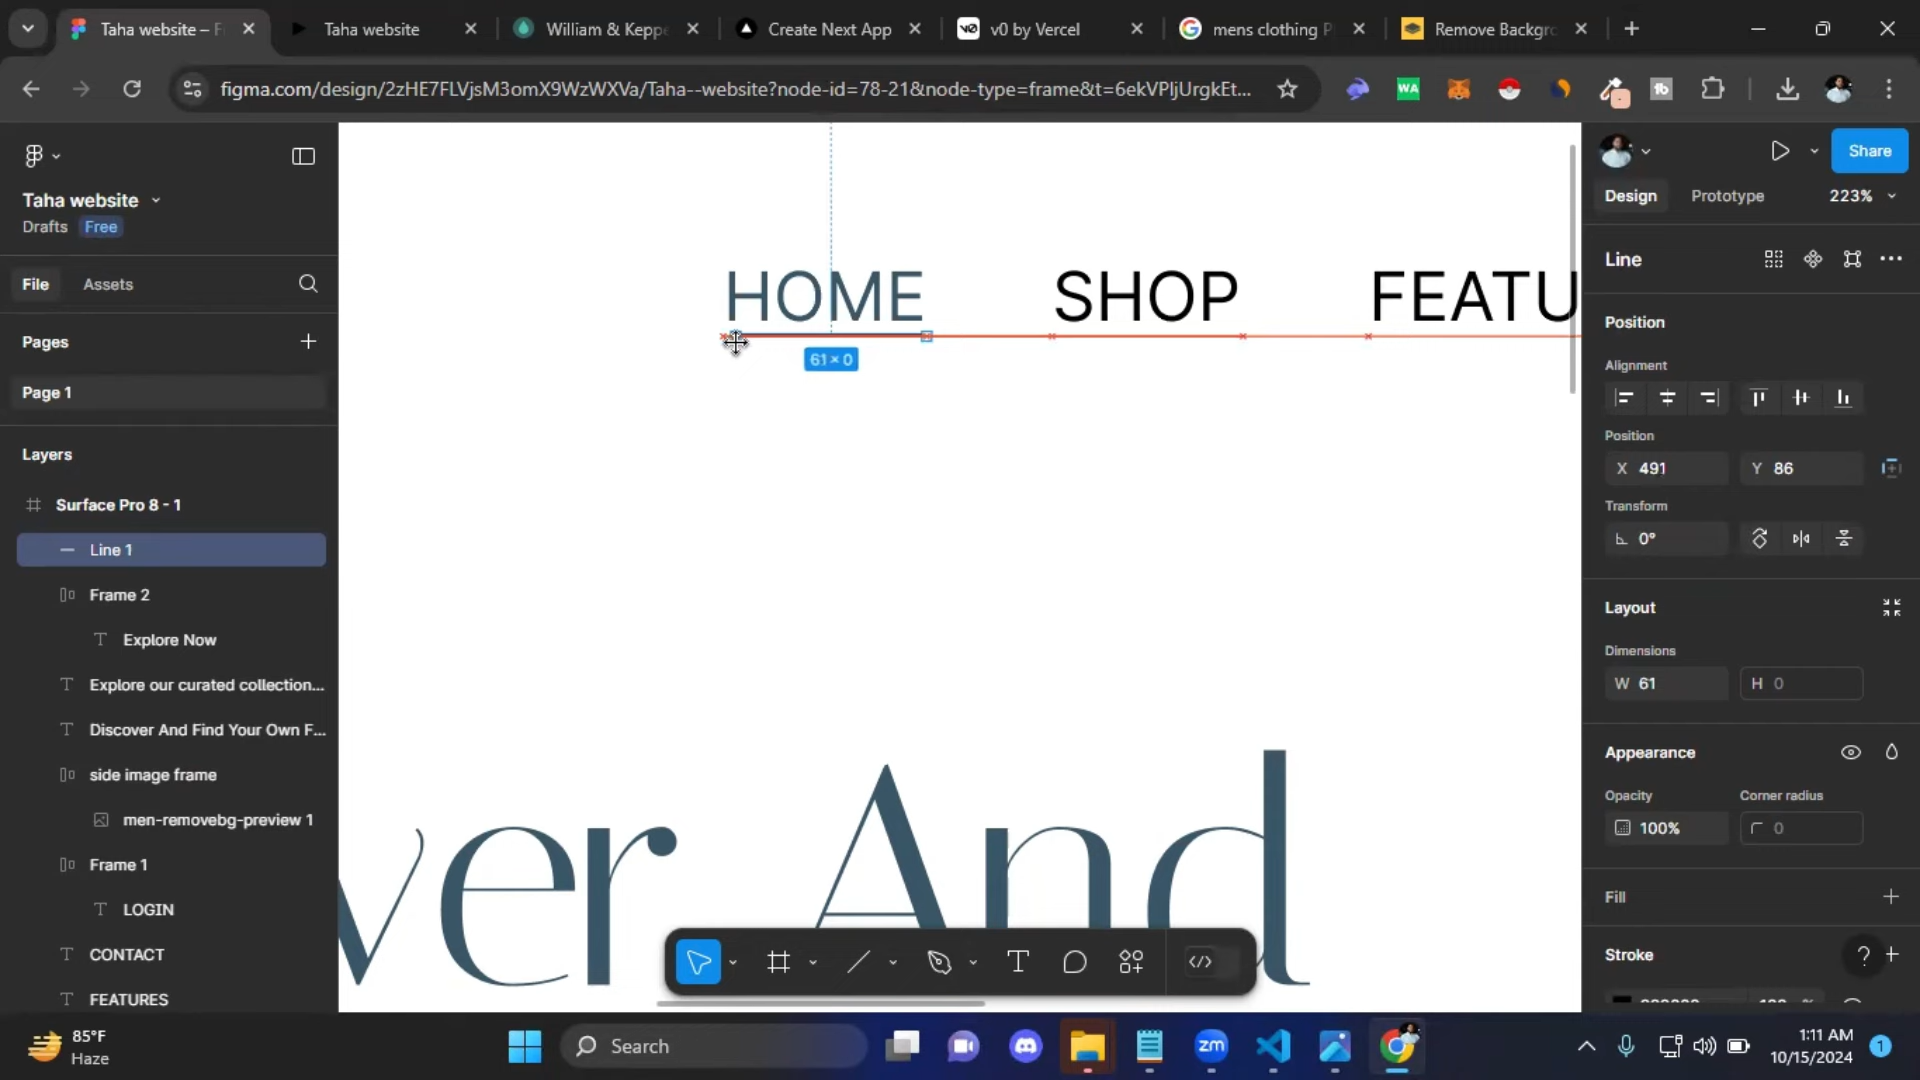 Taha website – F
Taha website
William & Keppe
Create Next App
v0 by Vercel
mens clothing P
Remove Backgro
figma.com/design/2zHE7FLVjsM3omX9WzWXVa/Taha--website?node-id=78-21&node-type=frame&t=6ekVPljUrgkEt...
WA
Taha website
Drafts Free
File Assets
Pages
Page 1
Layers
Surface Pro 8 - 1
Line 1
Frame 2
Explore Now
Explore our curated collection...
Discover And Find Your Own F...
side image frame
men-removebg-preview 1
Frame 1
LOGIN
CONTACT
FEATURES
HOME SHOP FEATU
61 × 0
ver And
Share
Design Prototype 223%
Line
Position
Alignment
Position
X 491 Y 86
Transform
0°
Layout
Dimensions
W 61 H 0
Appearance
Opacity Corner radius
100% 0
Fill
Stroke
?
85°F
Haze
Search
zm
1:11 AM
10/15/2024
1